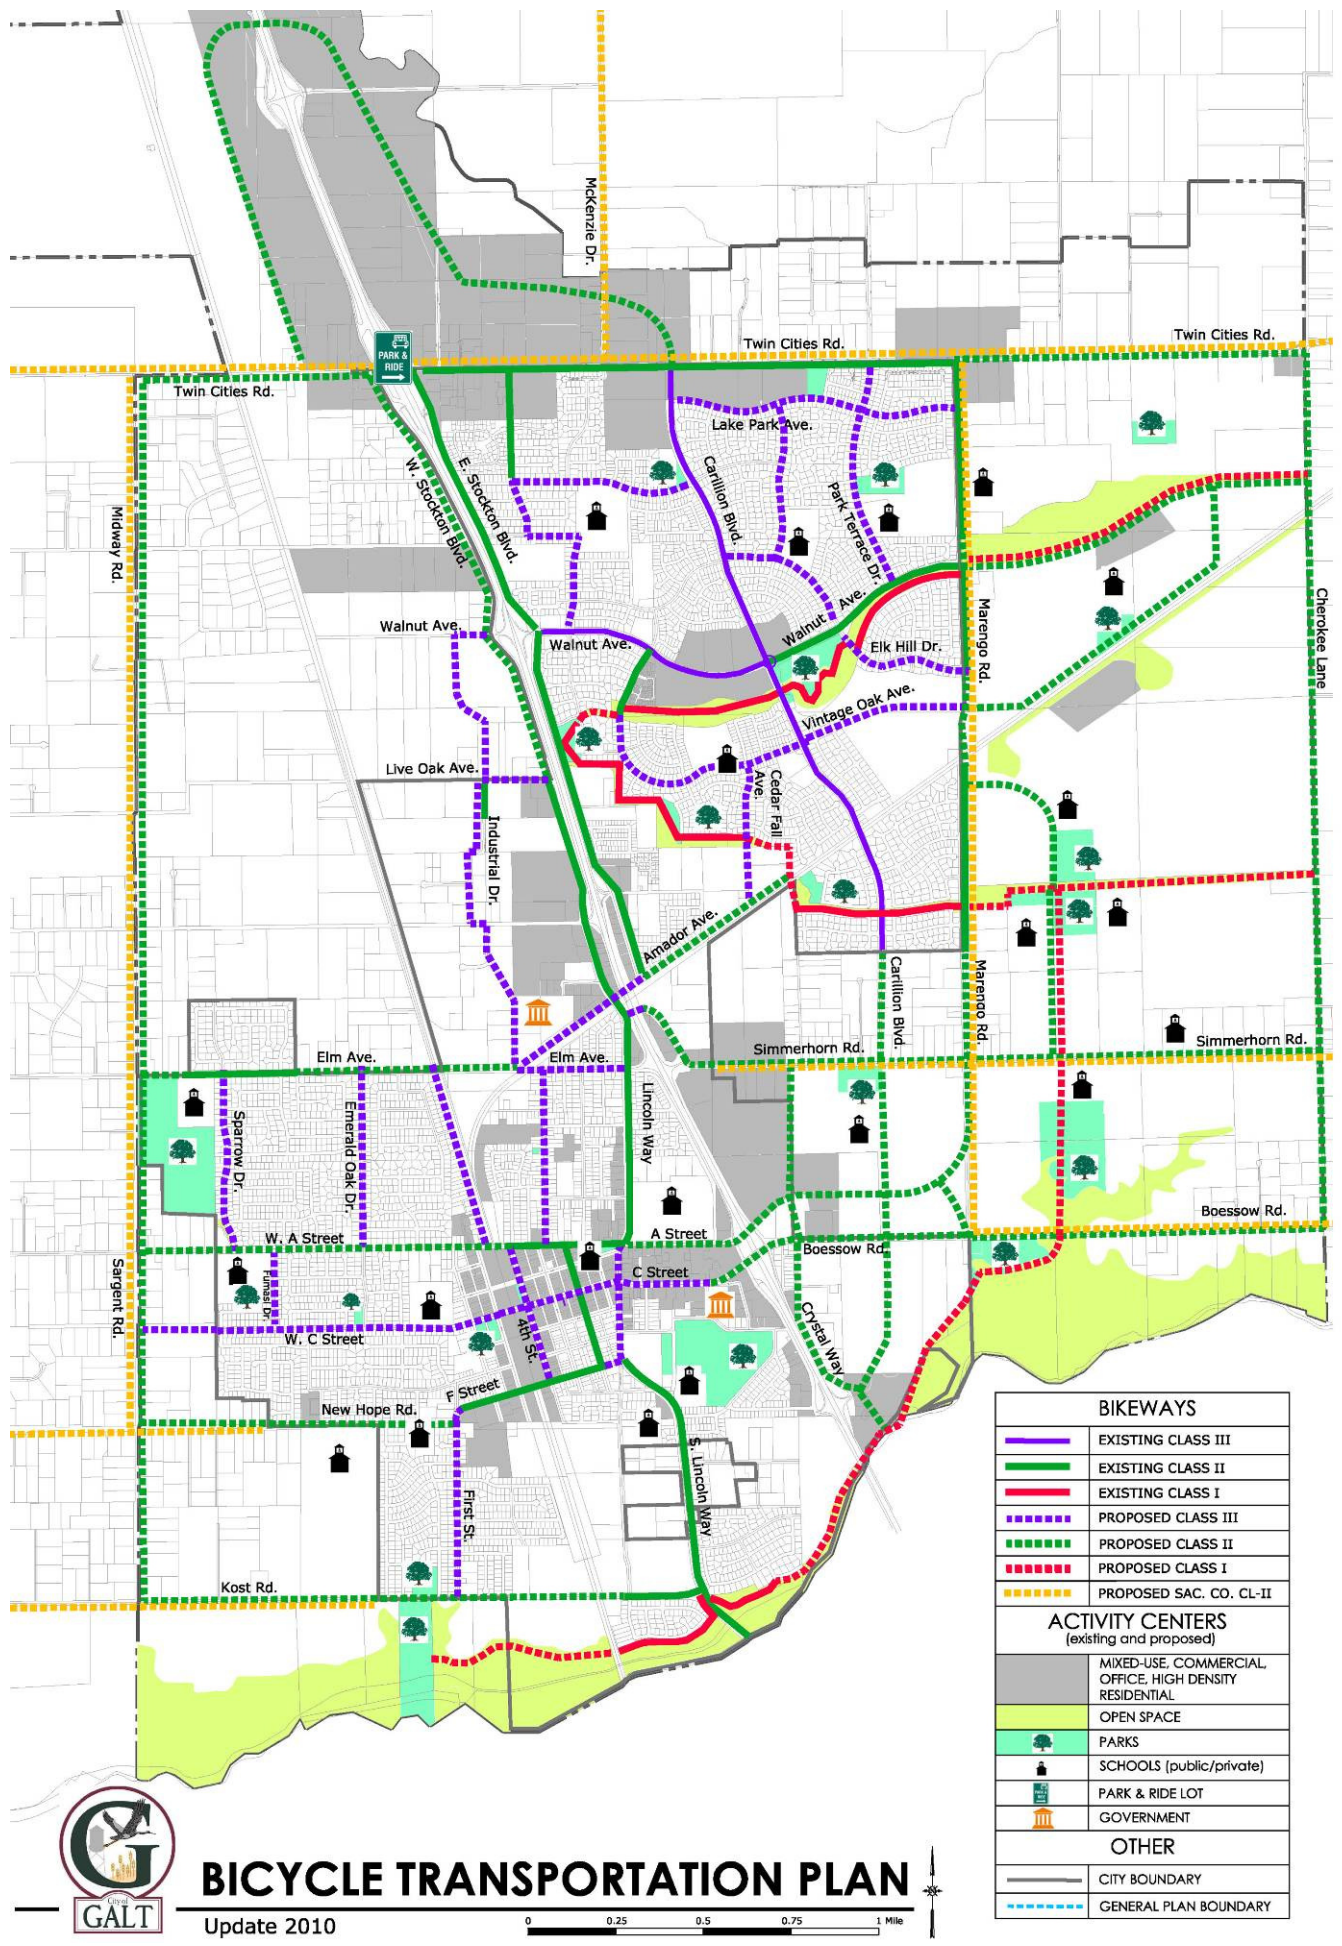 McKenzie Dr.
Twin Cities Rd.
Twin Cities Rd.
PARK &
RIDE
Twin Cities Rd.
Lake Park Ave.
W. Stockton Blvd.
E. Stockton Blvd.
Carillion Blvd.
Park Terrace Dr.
Midway Rd.
Walnut Ave.
Walnut Ave.
Walnut Ave.
Elk Hill Dr.
Marengo Rd.
Cherokee Lane
Vintage Oak Ave.
Live Oak Ave.
Cedar Fall
Ave.
Industrial Dr.
Amador Ave.
Carillion Blvd.
Marengo Rd.
Simmerhorn Rd.
Simmerhorn Rd.
Elm Ave.
Elm Ave.
Sparrow Dr.
Emerald Oak Dr.
Lincoln Way
W. A Street
A Street
Boessow Rd.
Boessow Rd.
Sargent Rd.
Fumasi Dr.
C Street
W. C Street
4th St.
Crystal Way
F Street
New Hope Rd.
First St.
S. Lincoln Way
Kost Rd.
BIKEWAYS
EXISTING CLASS III
EXISTING CLASS II
EXISTING CLASS I
PROPOSED CLASS III
PROPOSED CLASS II
PROPOSED CLASS I
PROPOSED SAC. CO. CL-II
ACTIVITY CENTERS
(existing and proposed)
MIXED-USE, COMMERCIAL,
OFFICE, HIGH DENSITY
RESIDENTIAL
OPEN SPACE
PARKS
SCHOOLS (public/private)
PARK & RIDE LOT
GOVERNMENT
OTHER
CITY BOUNDARY
GENERAL PLAN BOUNDARY
G
City of
GALT
BICYCLE TRANSPORTATION PLAN
Update 2010
0 0.25 0.5 0.75 1 Mile